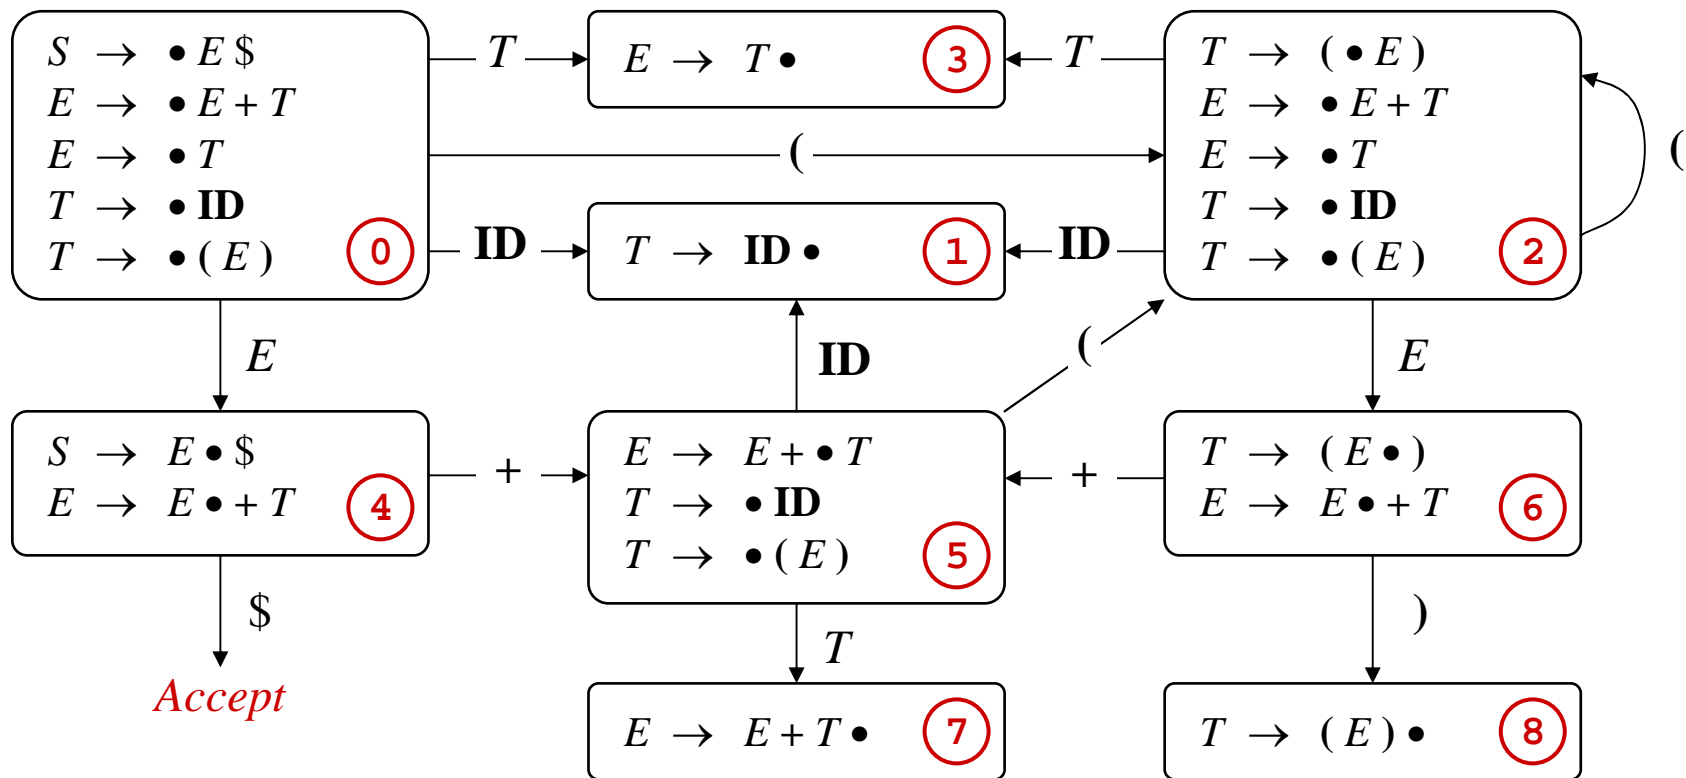 S → • E $
E → • E + T
E → • T
T → • ID
T → • ( E )
0
T
E → T •
3
T
T → ( • E )
E → • E + T
E → • T
T → • ID
T → • ( E )
2
(
(
ID
T → ID •
1
ID
E
ID
(
E
S → E • $
E → E • + T
4
+
E → E + • T
T → • ID
T → • ( E )
5
+
T → ( E • )
E → E • + T
6
$
T
)
Accept
E → E + T •
7
T → ( E ) •
8